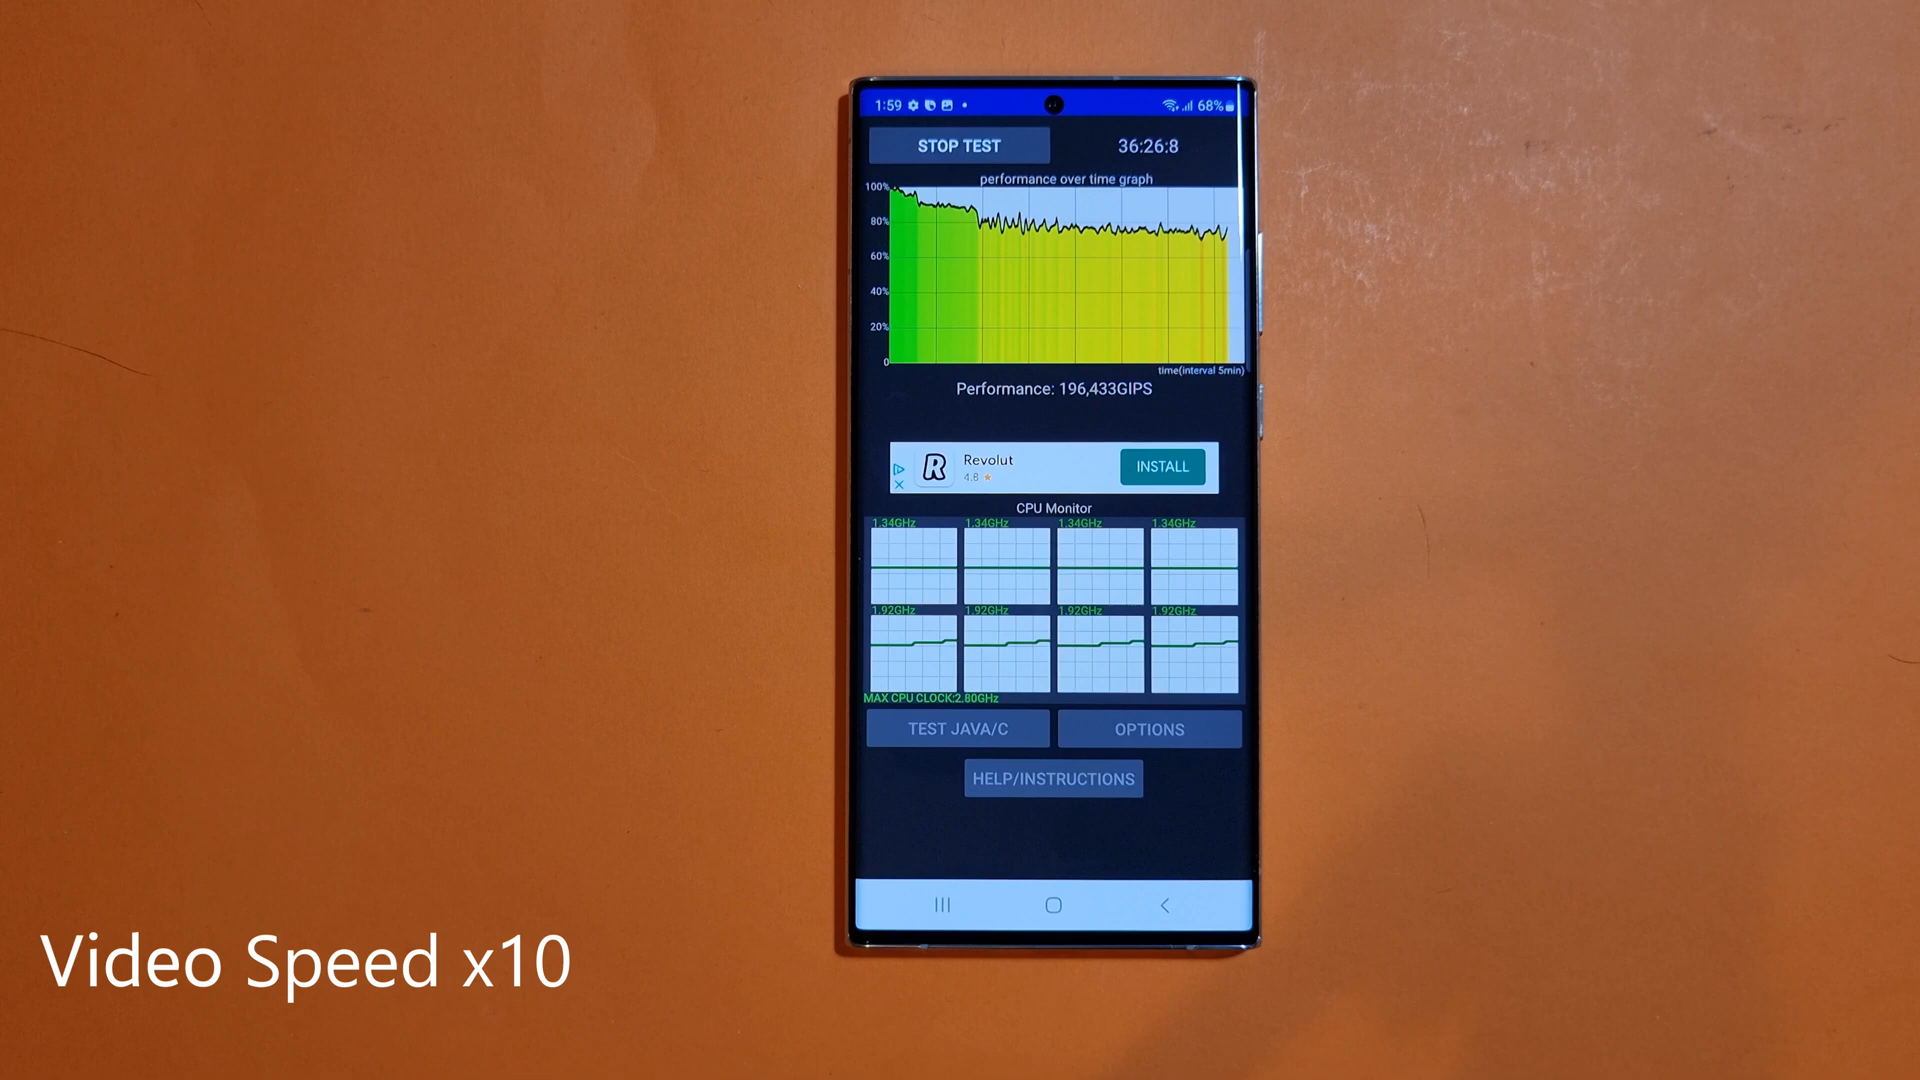 1:59 68%
STOP TEST 36:26:8
performance over time graph
100%
80%
60%
40%
20%
0
time(interval 5min)
Performance: 196,433GIPS
R Revolut
4.8
INSTALL
CPU Monitor
1.34GHz 1.34GHz 1.34GHz 1.34GHz
1.92GHz 1.92GHz 1.92GHz 1.92GHz
MAX CPU CLOCK:2.80GHz
TEST JAVA/C OPTIONS
HELP/INSTRUCTIONS
Video Speed x10